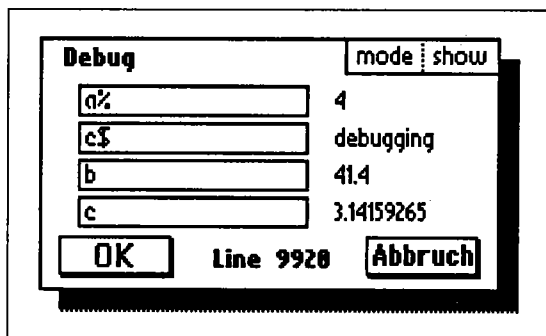 Debug mode show
a% 4
c$ debugging
b 41.4
c 3.14159265
OK Line 9920 Abbruch